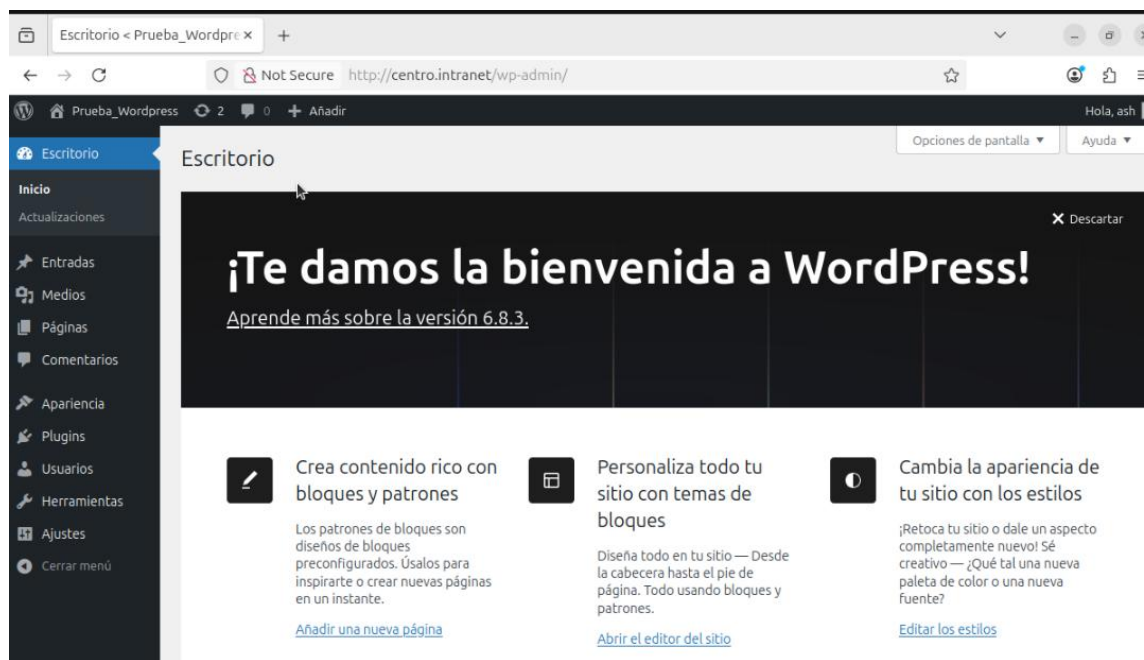 Escritorio < Prueba_Wordpre
Not Secure http://centro.intranet/wp-admin/
Prueba_Wordpress 2 0 Añadir Hola, ash
Escritorio
Inicio
Actualizaciones
Entradas
Medios
Páginas
Comentarios
Apariencia
Plugins
Usuarios
Herramientas
Ajustes
Cerrar menú
Opciones de pantalla Ayuda
Escritorio
Descartar
¡Te damos la bienvenida a WordPress!
Aprende más sobre la versión 6.8.3.
Crea contenido rico con
bloques y patrones
Los patrones de bloques son
diseños de bloques
preconfigurados. Úsalos para
inspirarte o crear nuevas páginas
en un instante.
Añadir una nueva página
Personaliza todo tu
sitio con temas de
bloques
Diseña todo en tu sitio — Desde
la cabecera hasta el pie de
página. Todo usando bloques y
patrones.
Abrir el editor del sitio
Cambia la apariencia de
tu sitio con los estilos
¡Retoca tu sitio o dale un aspecto
completamente nuevo! Sé
creativo — ¿Qué tal una nueva
paleta de color o una nueva
fuente?
Editar los estilos